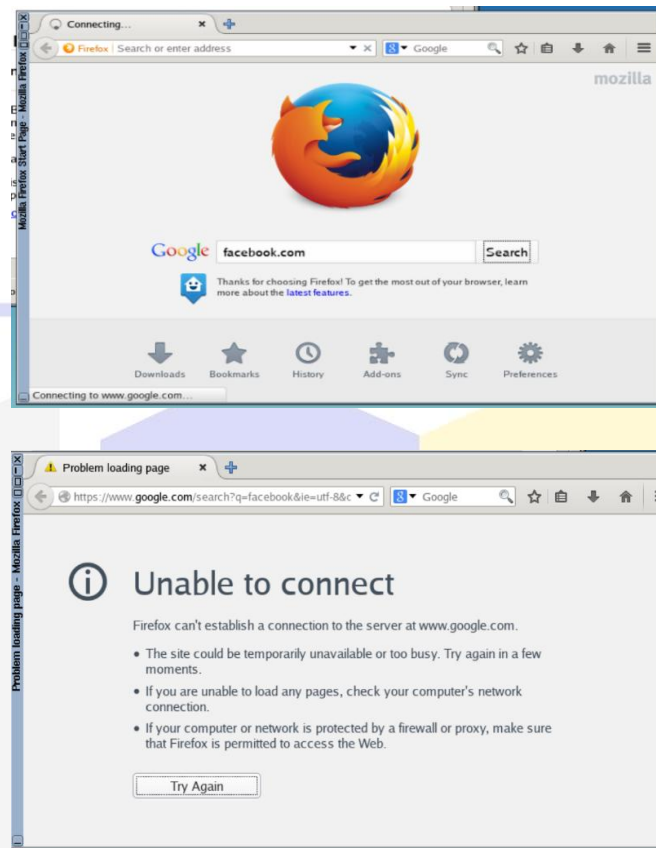 Connecting...
Firefox Search or enter address
Google
mozilla
Mozilla Firefox Start Page - Mozilla Firefox
Google facebook.com Search
Thanks for choosing Firefox! To get the most out of your browser, learn
more about the latest features.
Downloads Bookmarks History Add-ons Sync Preferences
Connecting to www.google.com...
Problem loading page
https://www.google.com/search?q=facebook&ie=utf-8&c Google
Problem loading page - Mozilla Firefox
Unable to connect
Firefox can't establish a connection to the server at www.google.com.
• The site could be temporarily unavailable or too busy. Try again in a few
moments.
• If you are unable to load any pages, check your computer's network
connection.
• If your computer or network is protected by a firewall or proxy, make sure
that Firefox is permitted to access the Web.
Try Again